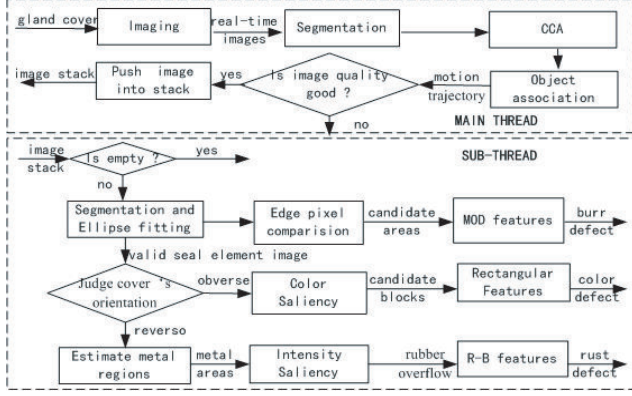 gland cover
Imaging
real-time
images
Segmentation
CCA
image stack
Push image
into stack
yes
Is image quality
good ?
motion
trajectory
Object
association
no
MAIN THREAD
image
stack
Is empty ?
yes
SUB-THREAD
no
Segmentation and
Ellipse fitting
Edge pixel
comparision
candidate
areas
MOD features
burr
defect
valid seal element image
Judge cover 's
orientation
obverse
Color
Saliency
candidate
blocks
Rectangular
Features
color
defect
reverso
Estimate metal
regions
metal
areas
Intensity
Saliency
rubber
overflow
R-B features
rust
defect